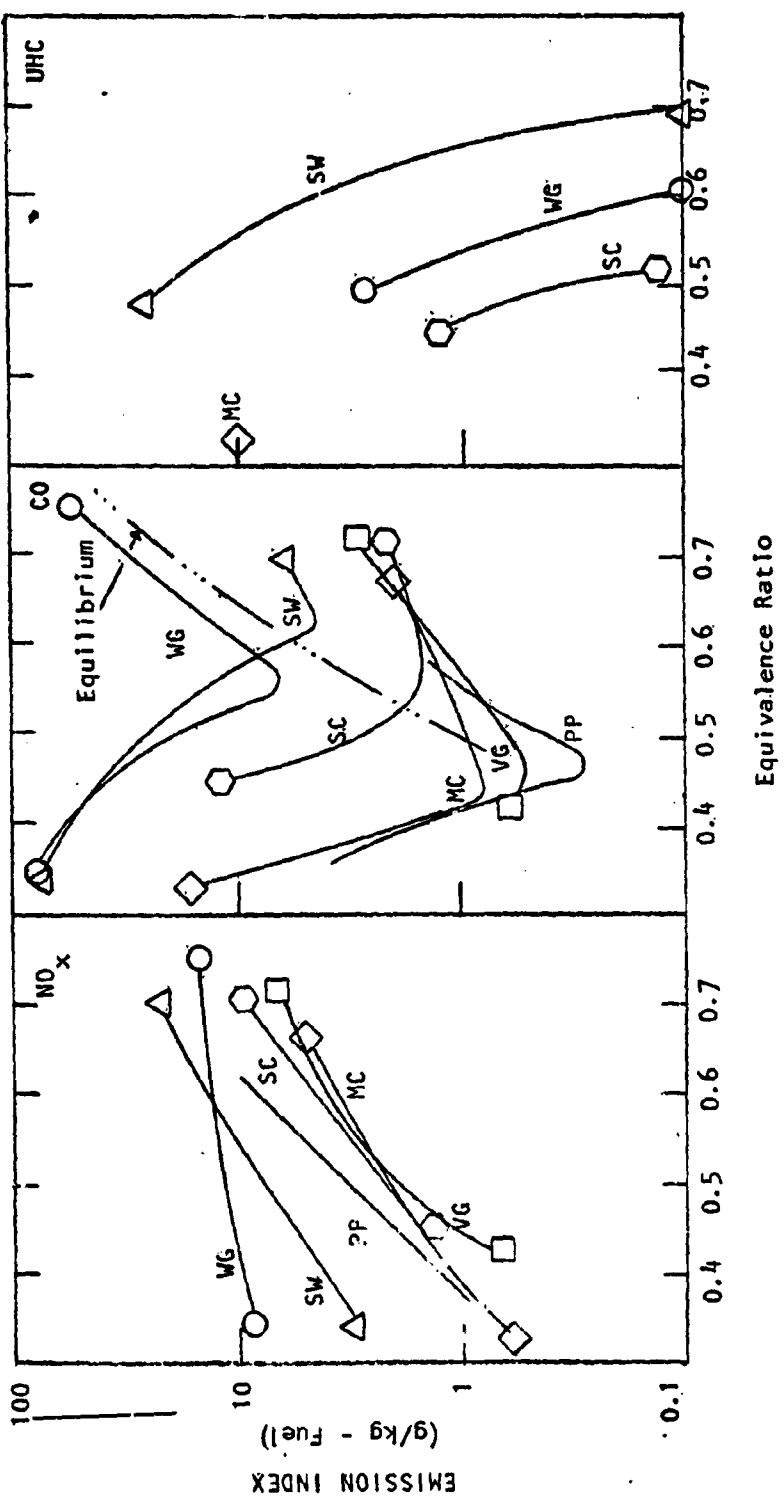 EMISSION INDEX
(g/kg - Fuel)
100
10
1
0.1
NOx
WG
SW
PP
SC
MC
VG
0.4
0.5
0.6
0.7
CO
Equilibrium
WG
SW
SC
MC
VG
PP
0.4
0.5
0.6
0.7
UHC
SW
WG
SC
MC
0.4
0.5
0.6
0.7
Equivalence Ratio